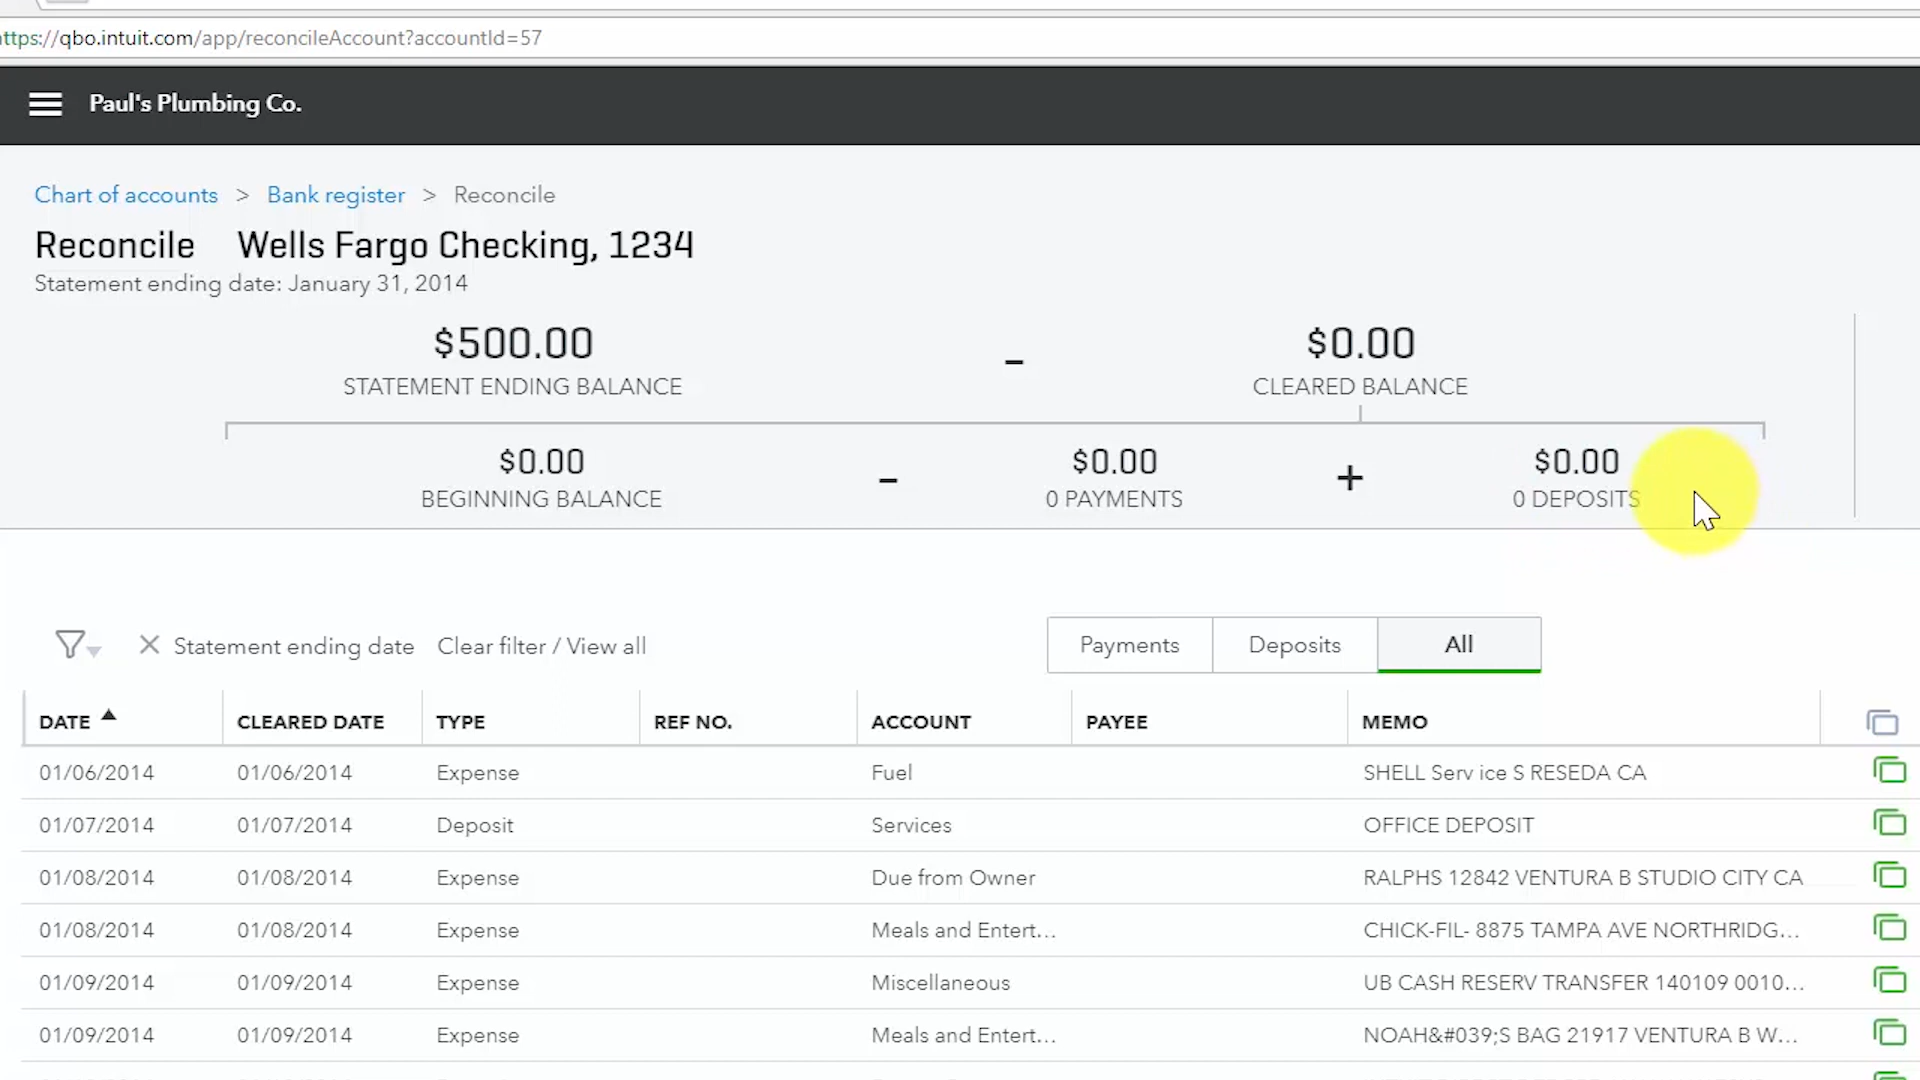 ttps://qbo.intuit.com/app/reconcileAccount?accountId=57
Paul's Plumbing Co.
Chart of accounts > Bank register > Reconcile
Reconcile Wells Fargo Checking, 1234
Statement ending date: January 31, 2014
$500.00 – $0.00
STATEMENT ENDING BALANCE CLEARED BALANCE
$0.00 – $0.00 + $0.00
BEGINNING BALANCE 0 PAYMENTS 0 DEPOSITS
Statement ending date Clear filter / View all Payments Deposits All
DATE CLEARED DATE TYPE REF NO. ACCOUNT PAYEE MEMO
01/06/2014 01/06/2014 Expense Fuel SHELL Serv ice S RESEDA CA
01/07/2014 01/07/2014 Deposit Services OFFICE DEPOSIT
01/08/2014 01/08/2014 Expense Due from Owner RALPHS 12842 VENTURA B STUDIO CITY CA
01/08/2014 01/08/2014 Expense Meals and Entert... CHICK-FIL- 8875 TAMPA AVE NORTHRIDG...
01/09/2014 01/09/2014 Expense Miscellaneous UB CASH RESERV TRANSFER 140109 0010...
01/09/2014 01/09/2014 Expense Meals and Entert... NOAH&#039;S BAG 21917 VENTURA B W...